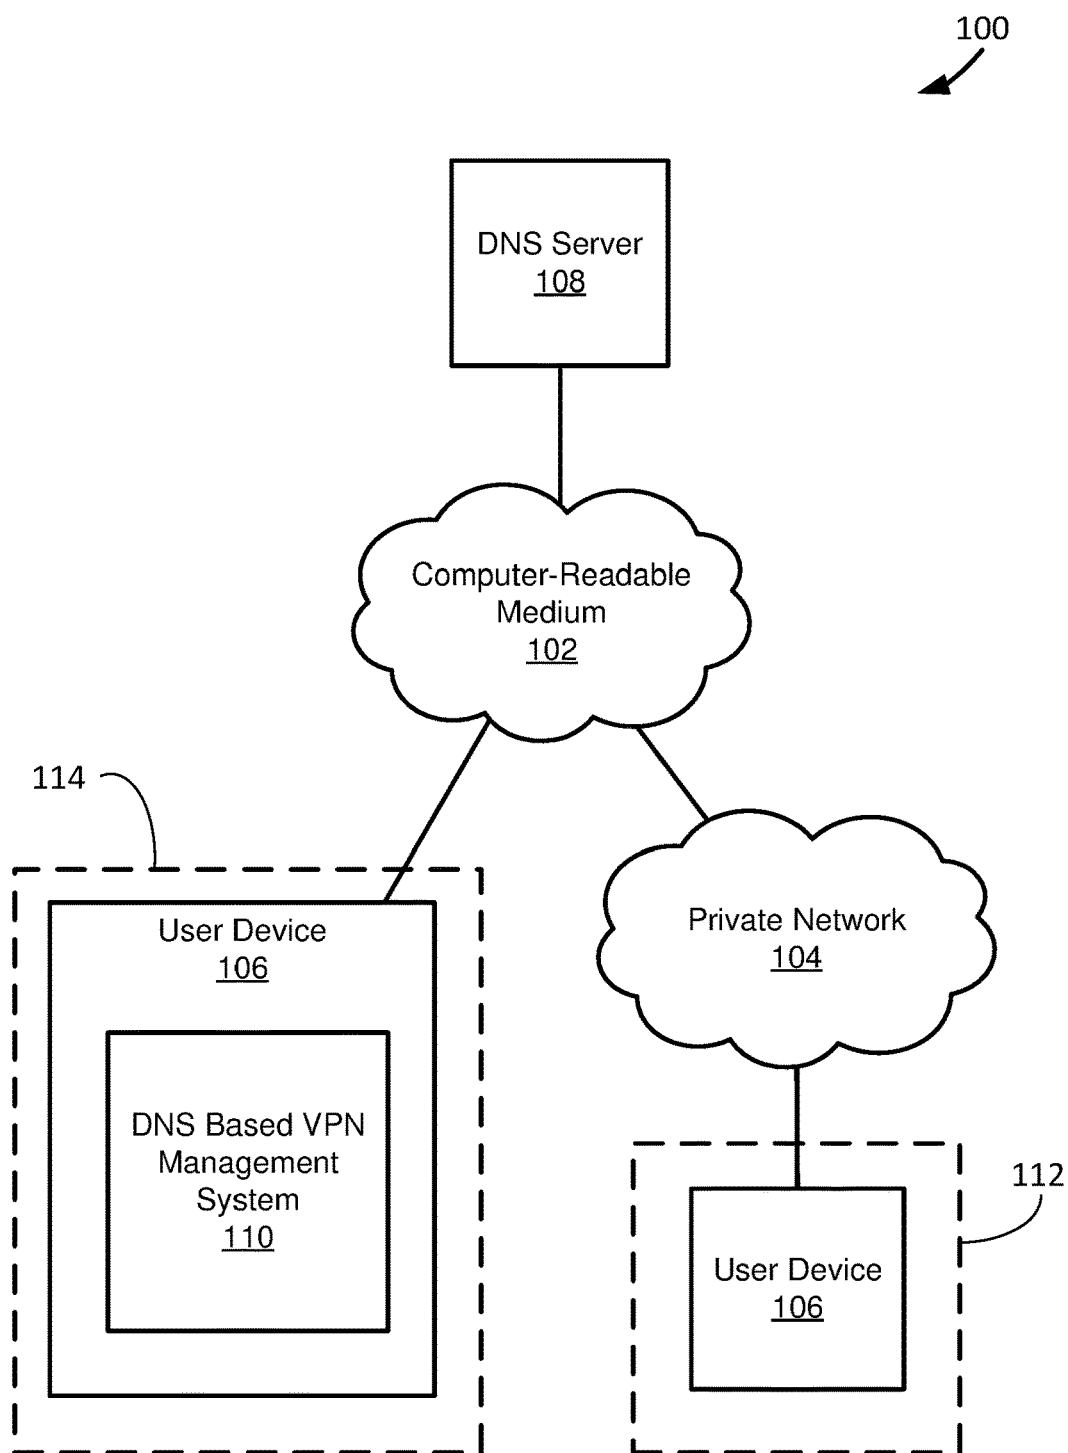 100
DNS Server
108
Computer-Readable
Medium
102
114
User Device
106
Private Network
104
DNS Based VPN
Management
System
110
112
User Device
106